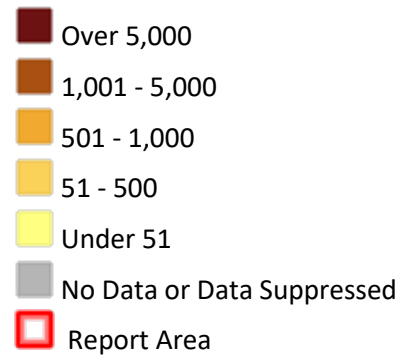 Over 5,000
1,001 - 5,000
501 - 1,000
51 - 500
Under 51
No Data or Data Suppressed
Report Area